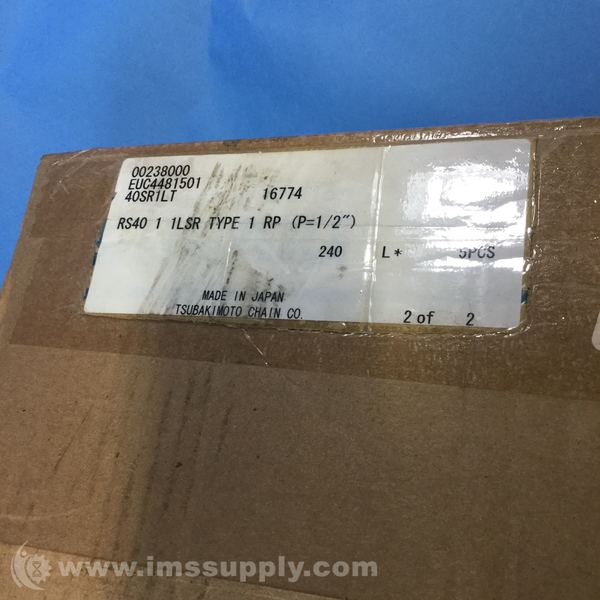 00238000
EUC4481501
40SR1LT 16774
RS40 1 1LSR TYPE 1 RP (P=1/2")
240 L* 5PCS
MADE IN JAPAN
TSUBAKIMOTO CHAIN CO.
2 of 2
www.imssupply.com